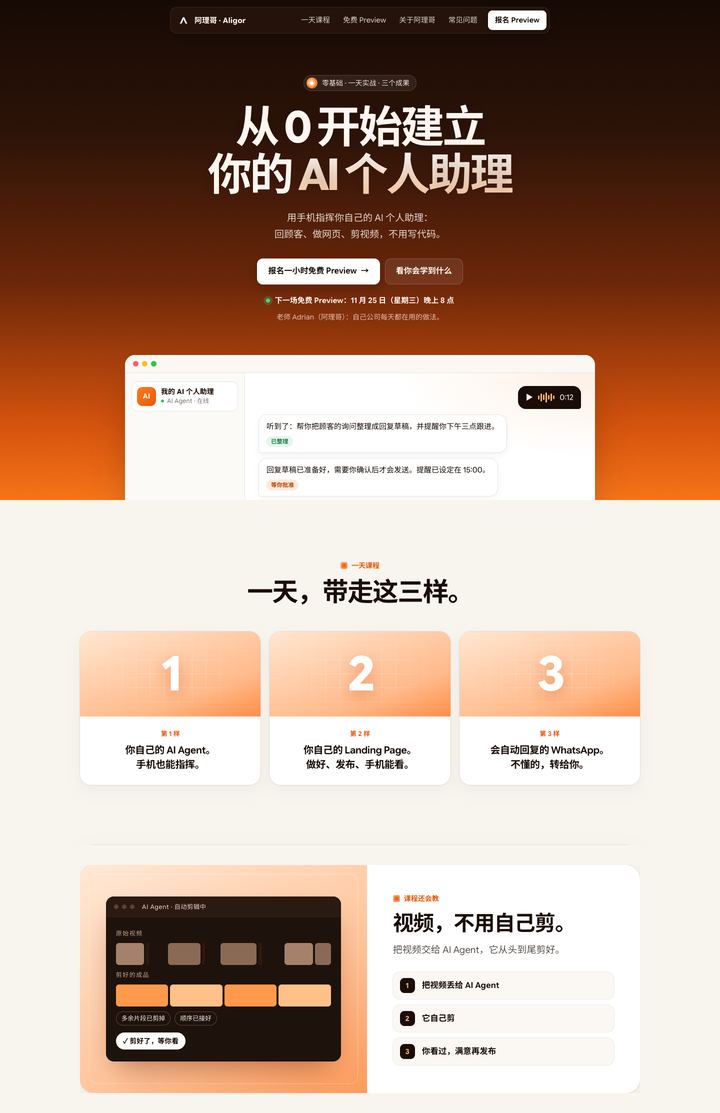 阿理哥 · Aligor
一天课程
免费 Preview
关于阿理哥
常见问题
报名 Preview
零基础 · 一天实战 · 三个成果
从 0 开始建立
你的 AI 个人助理
用手机指挥你自己的 AI 个人助理：
回顾客、做网页、剪视频，不用写代码。
报名一小时免费 Preview →
看你会学到什么
下一场免费 Preview：11 月 25 日（星期三）晚上 8 点
老师 Adrian（阿理哥）：自己公司每天都在用的做法。
AI
我的 AI 个人助理
AI Agent · 在线
0:12
听到了：帮你把顾客的询问整理成回复草稿，并提醒你下午三点跟进。
已整理
回复草稿已准备好，需要你确认后才会发送。提醒已设定在 15:00。
等你批准
一天课程
一天，带走这三样。
1
第 1 样
你自己的 AI Agent。
手机也能指挥。
2
第 2 样
你自己的 Landing Page。
做好、发布、手机能看。
3
第 3 样
会自动回复的 WhatsApp。
不懂的，转给你。
AI Agent · 自动剪辑中
原始视频
剪好的成品
多余片段已剪掉
顺序已接好
✓ 剪好了，等你看
课程还会教
视频，不用自己剪。
把视频交给 AI Agent，它从头到尾剪好。
1 把视频丢给 AI Agent
2 它自己剪
3 你看过，满意再发布